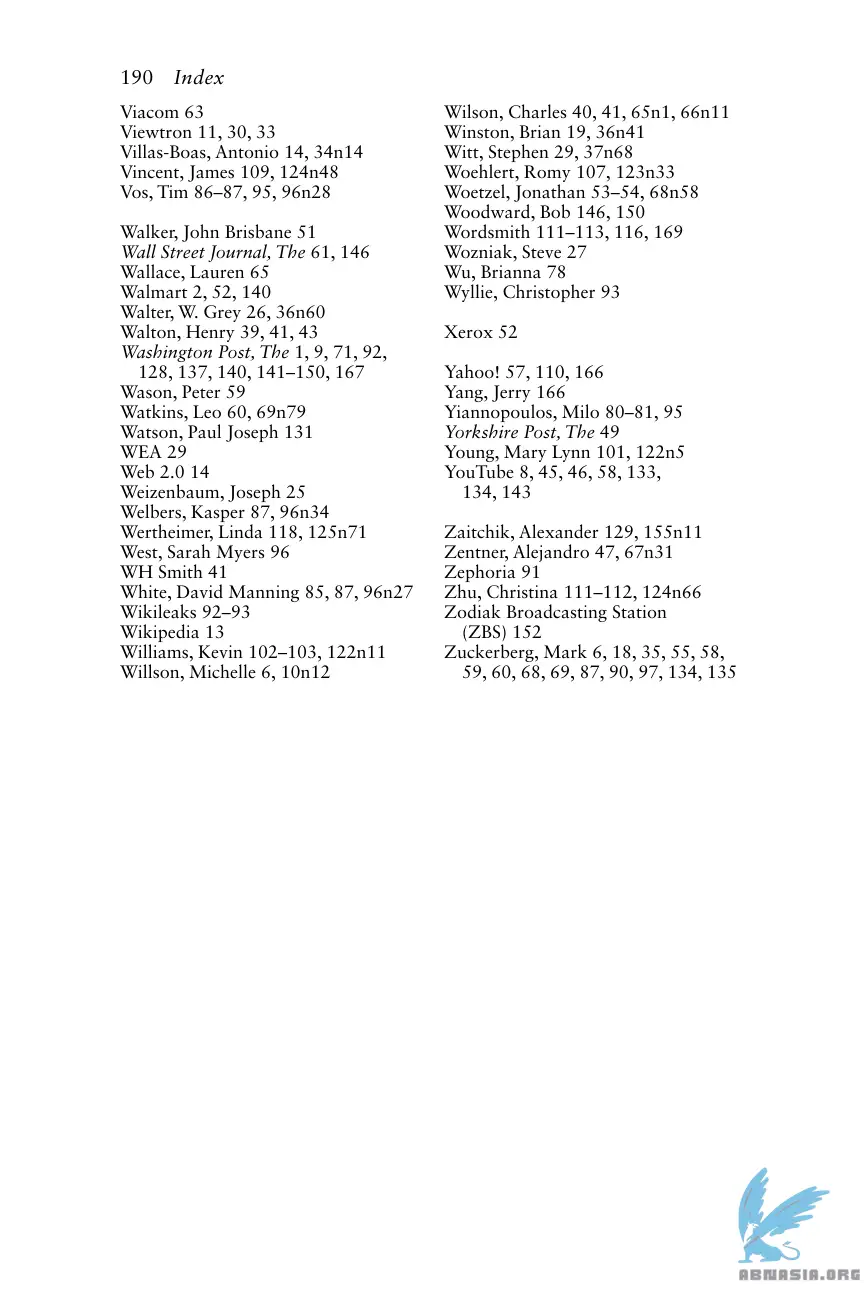 190 Index
Viacom 63
Viewtron 11, 30, 33
Villas-Boas, Antonio 14, 34n14
Vincent, James 109, 124n48
Vos, Tim 86–87, 95, 96n28
Walker, John Brisbane 51
Wall Street Journal, The 61, 146
Wallace, Lauren 65
Walmart 2, 52, 140
Walter, W. Grey 26, 36n60
Walton, Henry 39, 41, 43
Washington Post, The 1, 9, 71, 92,
128, 137, 140, 141–150, 167
Wason, Peter 59
Watkins, Leo 60, 69n79
Watson, Paul Joseph 131
WEA 29
Web 2.0 14
Weizenbaum, Joseph 25
Welbers, Kasper 87, 96n34
Wertheimer, Linda 118, 125n71
West, Sarah Myers 96
WH Smith 41
White, David Manning 85, 87, 96n27
Wikileaks 92–93
Wikipedia 13
Williams, Kevin 102–103, 122n11
Willson, Michelle 6, 10n12
Wilson, Charles 40, 41, 65n1, 66n11
Winston, Brian 19, 36n41
Witt, Stephen 29, 37n68
Woehlert, Romy 107, 123n33
Woetzel, Jonathan 53–54, 68n58
Woodward, Bob 146, 150
Wordsmith 111–113, 116, 169
Wozniak, Steve 27
Wu, Brianna 78
Wyllie, Christopher 93
Xerox 52
Yahoo! 57, 110, 166
Yang, Jerry 166
Yiannopoulos, Milo 80–81, 95
Yorkshire Post, The 49
Young, Mary Lynn 101, 122n5
YouTube 8, 45, 46, 58, 133,
134, 143
Zaitchik, Alexander 129, 155n11
Zentner, Alejandro 47, 67n31
Zephoria 91
Zhu, Christina 111–112, 124n66
Zodiak Broadcasting Station
(ZBS) 152
Zuckerberg, Mark 6, 18, 35, 55, 58,
59, 60, 68, 69, 87, 90, 97, 134, 135
ABNASIA.ORG